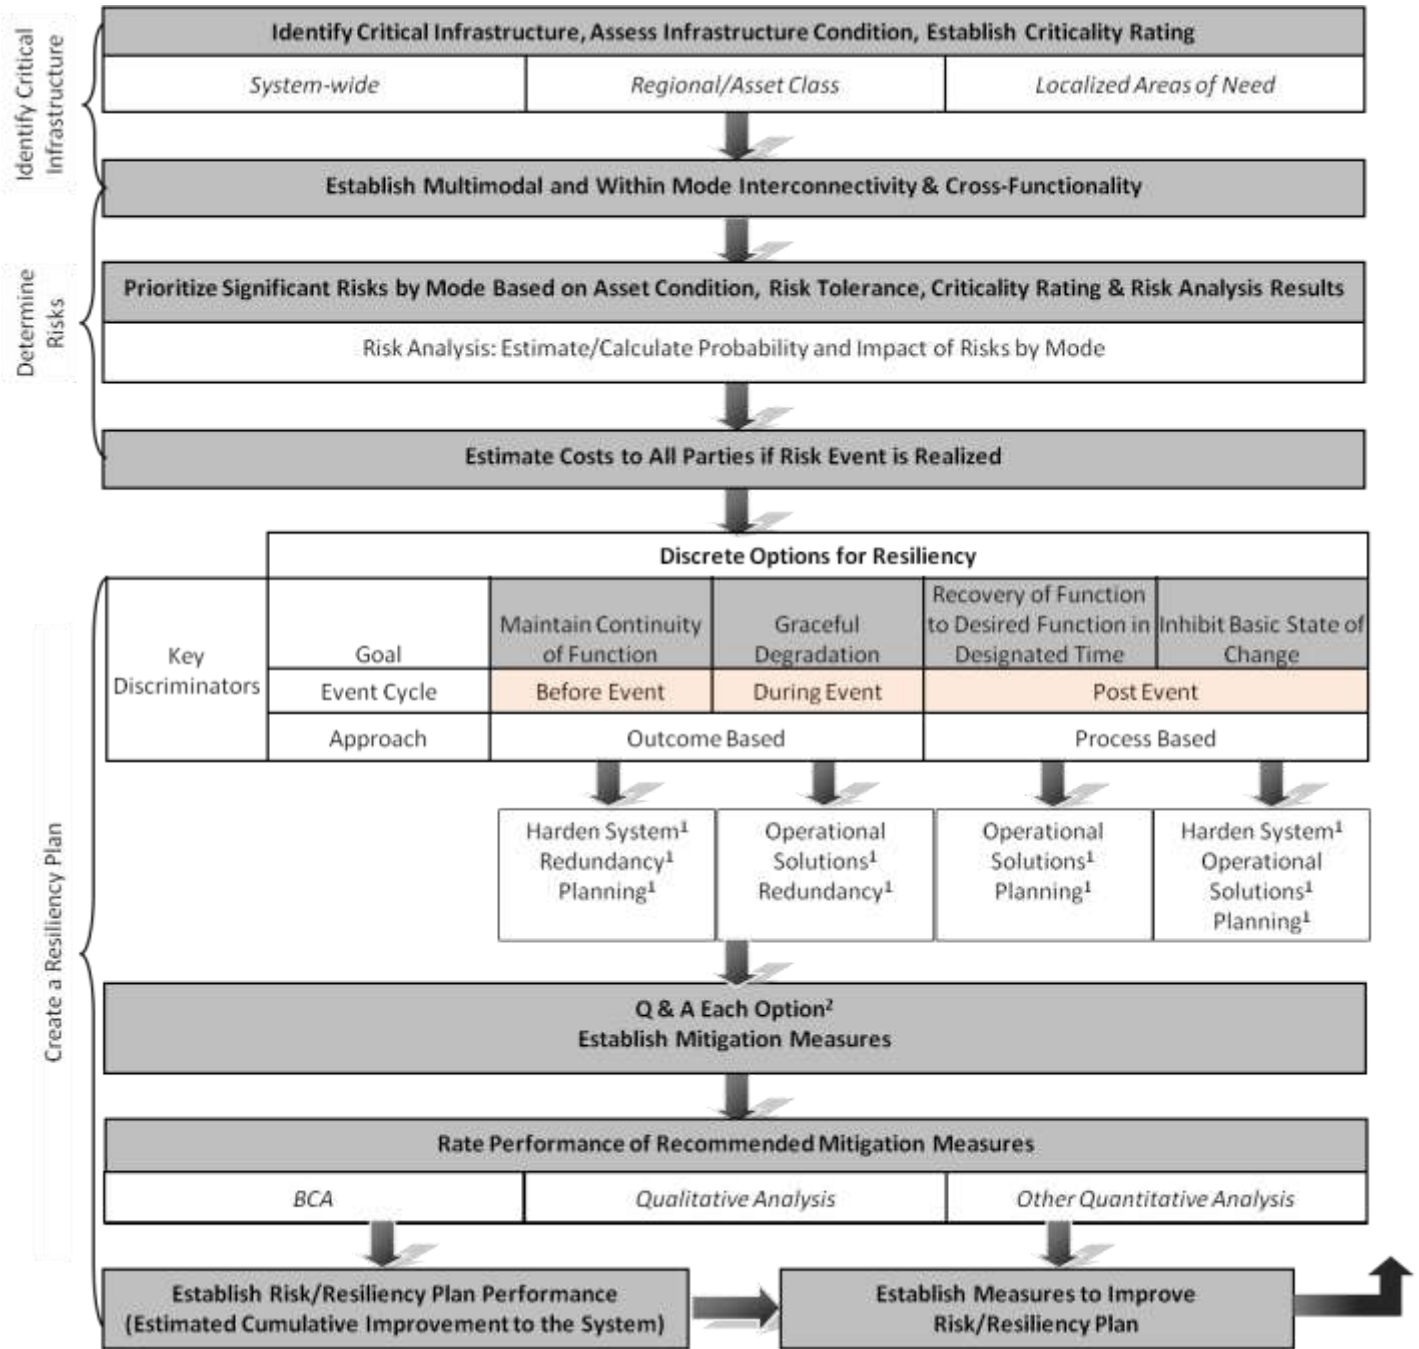 Identify Critical
Infrastructure
Identify Critical Infrastructure, Assess Infrastructure Condition, Establish Criticality Rating
System-wide
Regional/Asset Class
Localized Areas of Need
Establish Multimodal and Within Mode Interconnectivity & Cross-Functionality
Determine
Risks
Prioritize Significant Risks by Mode Based on Asset Condition, Risk Tolerance, Criticality Rating & Risk Analysis Results
Risk Analysis: Estimate/Calculate Probability and Impact of Risks by Mode
Estimate Costs to All Parties if Risk Event is Realized
Create a Resiliency Plan
Discrete Options for Resiliency
Key
Discriminators
Goal
Maintain Continuity
of Function
Graceful
Degradation
Recovery of Function
to Desired Function in
Designated Time
Inhibit Basic State of
Change
Event Cycle
Before Event
During Event
Post Event
Approach
Outcome Based
Process Based
Harden System¹
Redundancy¹
Planning¹
Operational
Solutions¹
Redundancy¹
Operational
Solutions¹
Planning¹
Harden System¹
Operational
Solutions¹
Planning¹
Q & A Each Option²
Establish Mitigation Measures
Rate Performance of Recommended Mitigation Measures
BCA
Qualitative Analysis
Other Quantitative Analysis
Establish Risk/Resiliency Plan Performance
(Estimated Cumulative Improvement to the System)
Establish Measures to Improve
Risk/Resiliency Plan